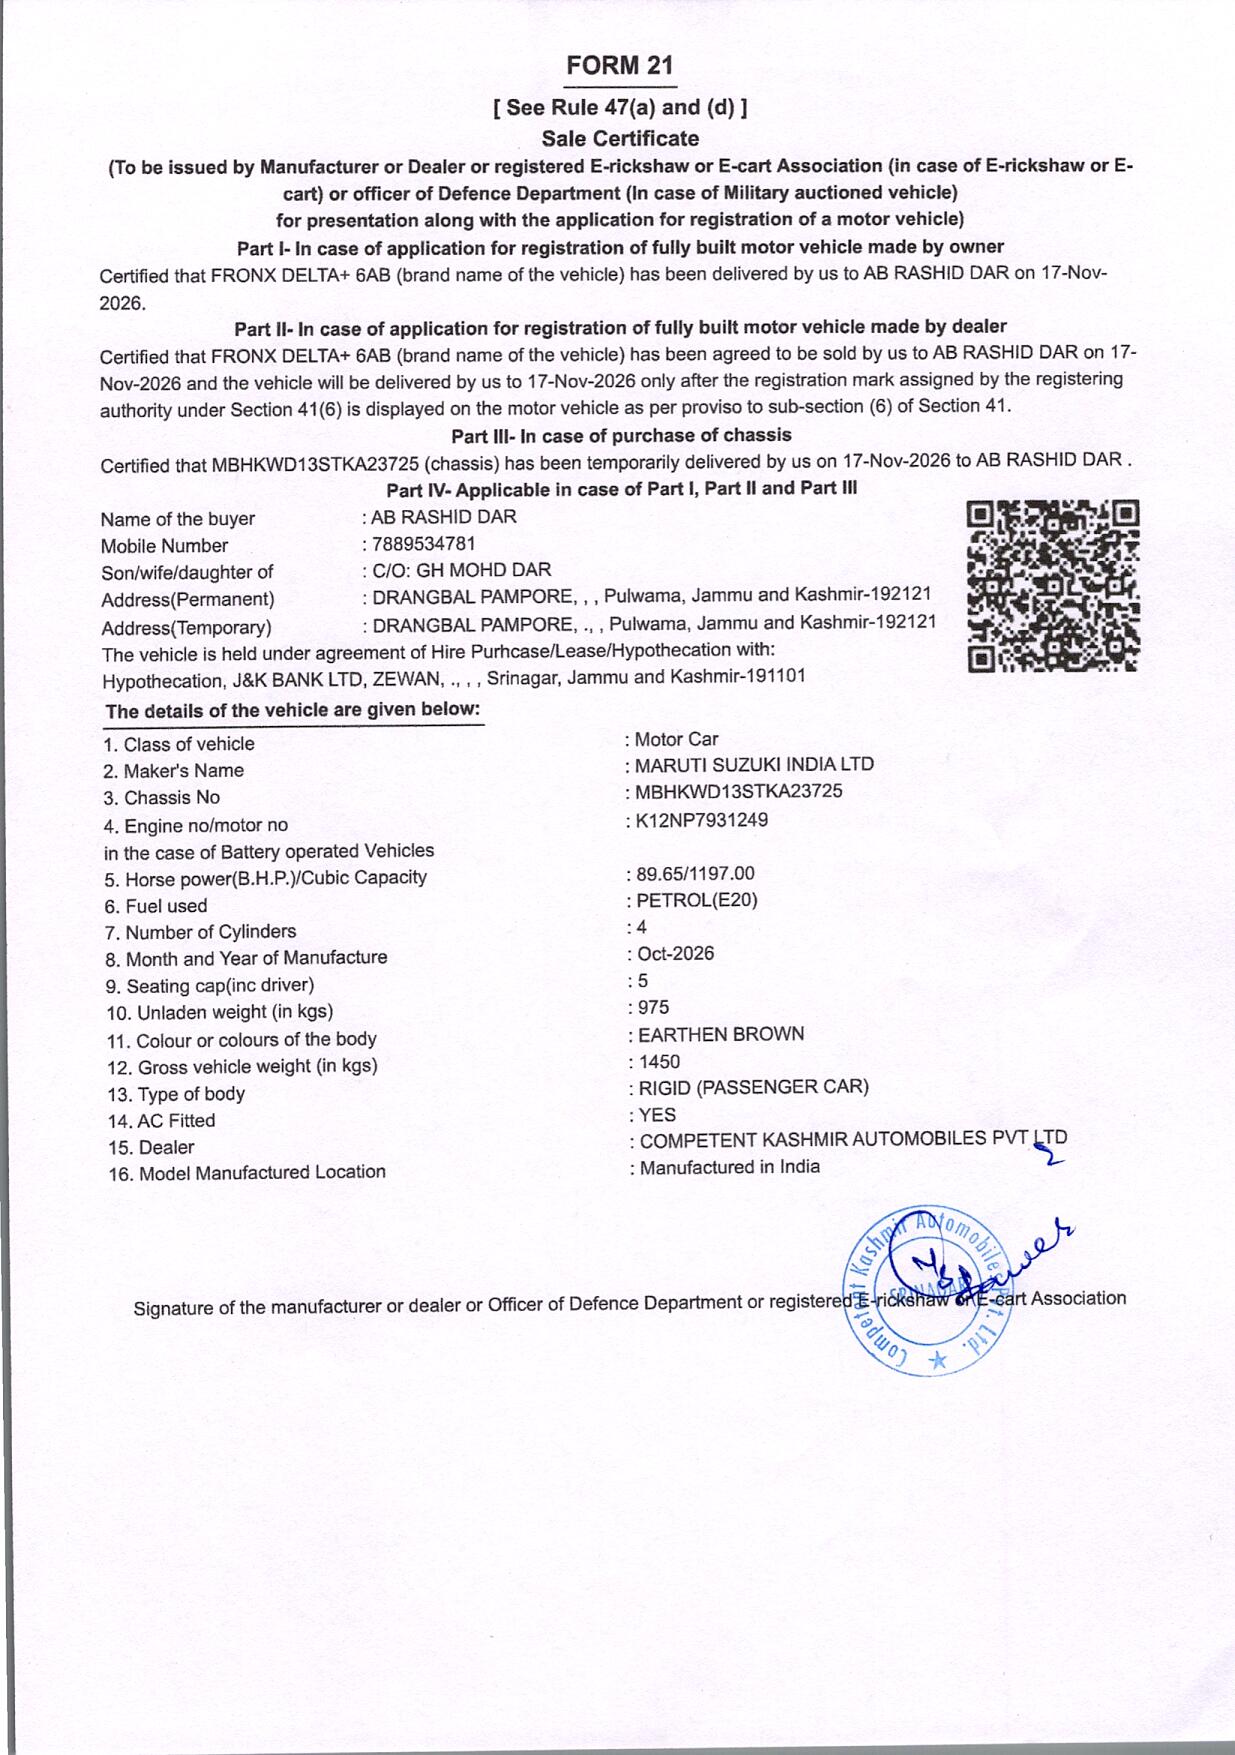 FORM 21
[ See Rule 47(a) and (d) ]
Sale Certificate
(To be issued by Manufacturer or Dealer or registered E-rickshaw or E-cart Association (in case of E-rickshaw or E-
cart) or officer of Defence Department (In case of Military auctioned vehicle)
for presentation along with the application for registration of a motor vehicle)
Part I- In case of application for registration of fully built motor vehicle made by owner
Certified that FRONX DELTA+ 6AB (brand name of the vehicle) has been delivered by us to AB RASHID DAR on 17-Nov-
2026.
Part II- In case of application for registration of fully built motor vehicle made by dealer
Certified that FRONX DELTA+ 6AB (brand name of the vehicle) has been agreed to be sold by us to AB RASHID DAR on 17-
Nov-2026 and the vehicle will be delivered by us to 17-Nov-2026 only after the registration mark assigned by the registering
authority under Section 41(6) is displayed on the motor vehicle as per proviso to sub-section (6) of Section 41.
Part III- In case of purchase of chassis
Certified that MBHKWD13STKA23725 (chassis) has been temporarily delivered by us on 17-Nov-2026 to AB RASHID DAR .
Part IV- Applicable in case of Part I, Part II and Part III
Name of the buyer : AB RASHID DAR
Mobile Number : 7889534781
Son/wife/daughter of : C/O: GH MOHD DAR
Address(Permanent) : DRANGBAL PAMPORE, , , Pulwama, Jammu and Kashmir-192121
Address(Temporary) : DRANGBAL PAMPORE, ., , Pulwama, Jammu and Kashmir-192121
The vehicle is held under agreement of Hire Purhcase/Lease/Hypothecation with:
Hypothecation, J&K BANK LTD, ZEWAN, ., , , Srinagar, Jammu and Kashmir-191101
The details of the vehicle are given below:
1. Class of vehicle : Motor Car
2. Maker's Name : MARUTI SUZUKI INDIA LTD
3. Chassis No : MBHKWD13STKA23725
4. Engine no/motor no : K12NP7931249
in the case of Battery operated Vehicles
5. Horse power(B.H.P.)/Cubic Capacity : 89.65/1197.00
6. Fuel used : PETROL(E20)
7. Number of Cylinders : 4
8. Month and Year of Manufacture : Oct-2026
9. Seating cap(inc driver) : 5
10. Unladen weight (in kgs) : 975
11. Colour or colours of the body : EARTHEN BROWN
12. Gross vehicle weight (in kgs) : 1450
13. Type of body : RIGID (PASSENGER CAR)
14. AC Fitted : YES
15. Dealer : COMPETENT KASHMIR AUTOMOBILES PVT LTD
16. Model Manufactured Location : Manufactured in India
Competent Kashmir Automobiles Pvt. Ltd.
SRINAGAR
Signature of the manufacturer or dealer or Officer of Defence Department or registered E-rickshaw or E-cart Association